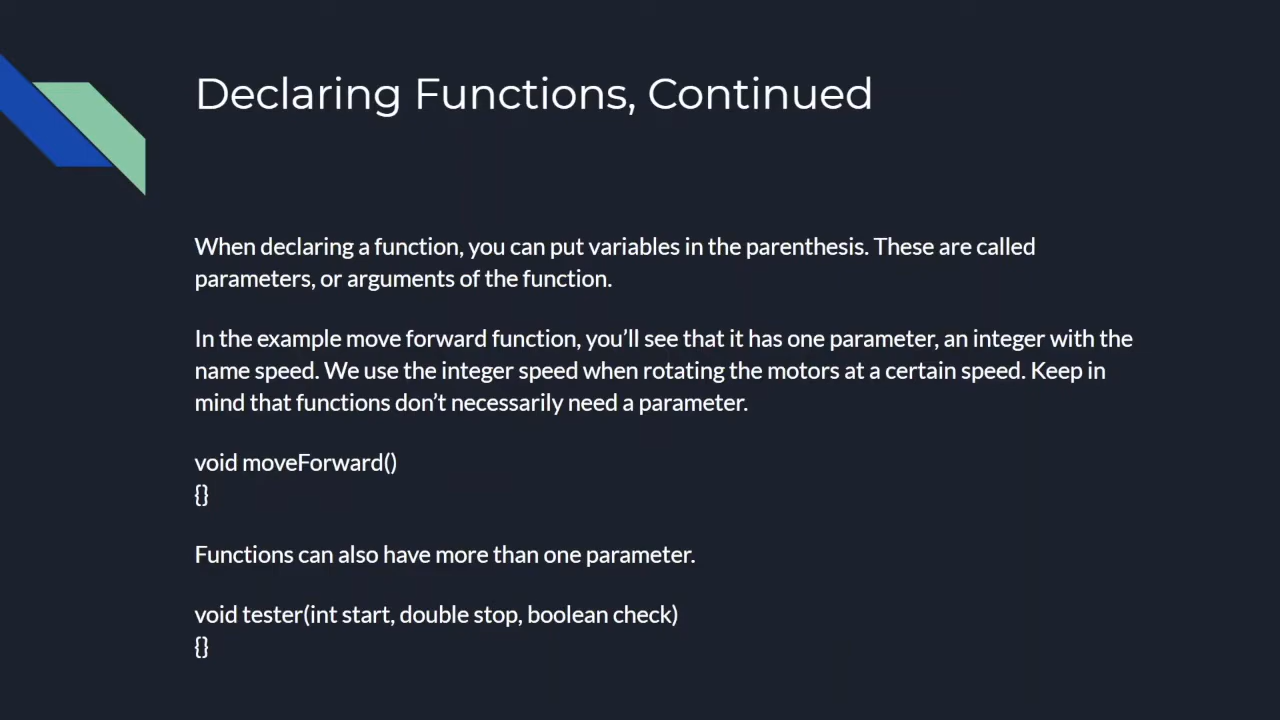 Declaring Functions, Continued
When declaring a function, you can put variables in the parenthesis. These are called
parameters, or arguments of the function.
In the example move forward function, you’ll see that it has one parameter, an integer with the
name speed. We use the integer speed when rotating the motors at a certain speed. Keep in
mind that functions don’t necessarily need a parameter.
void moveForward()
{}
Functions can also have more than one parameter.
void tester(int start, double stop, boolean check)
{}